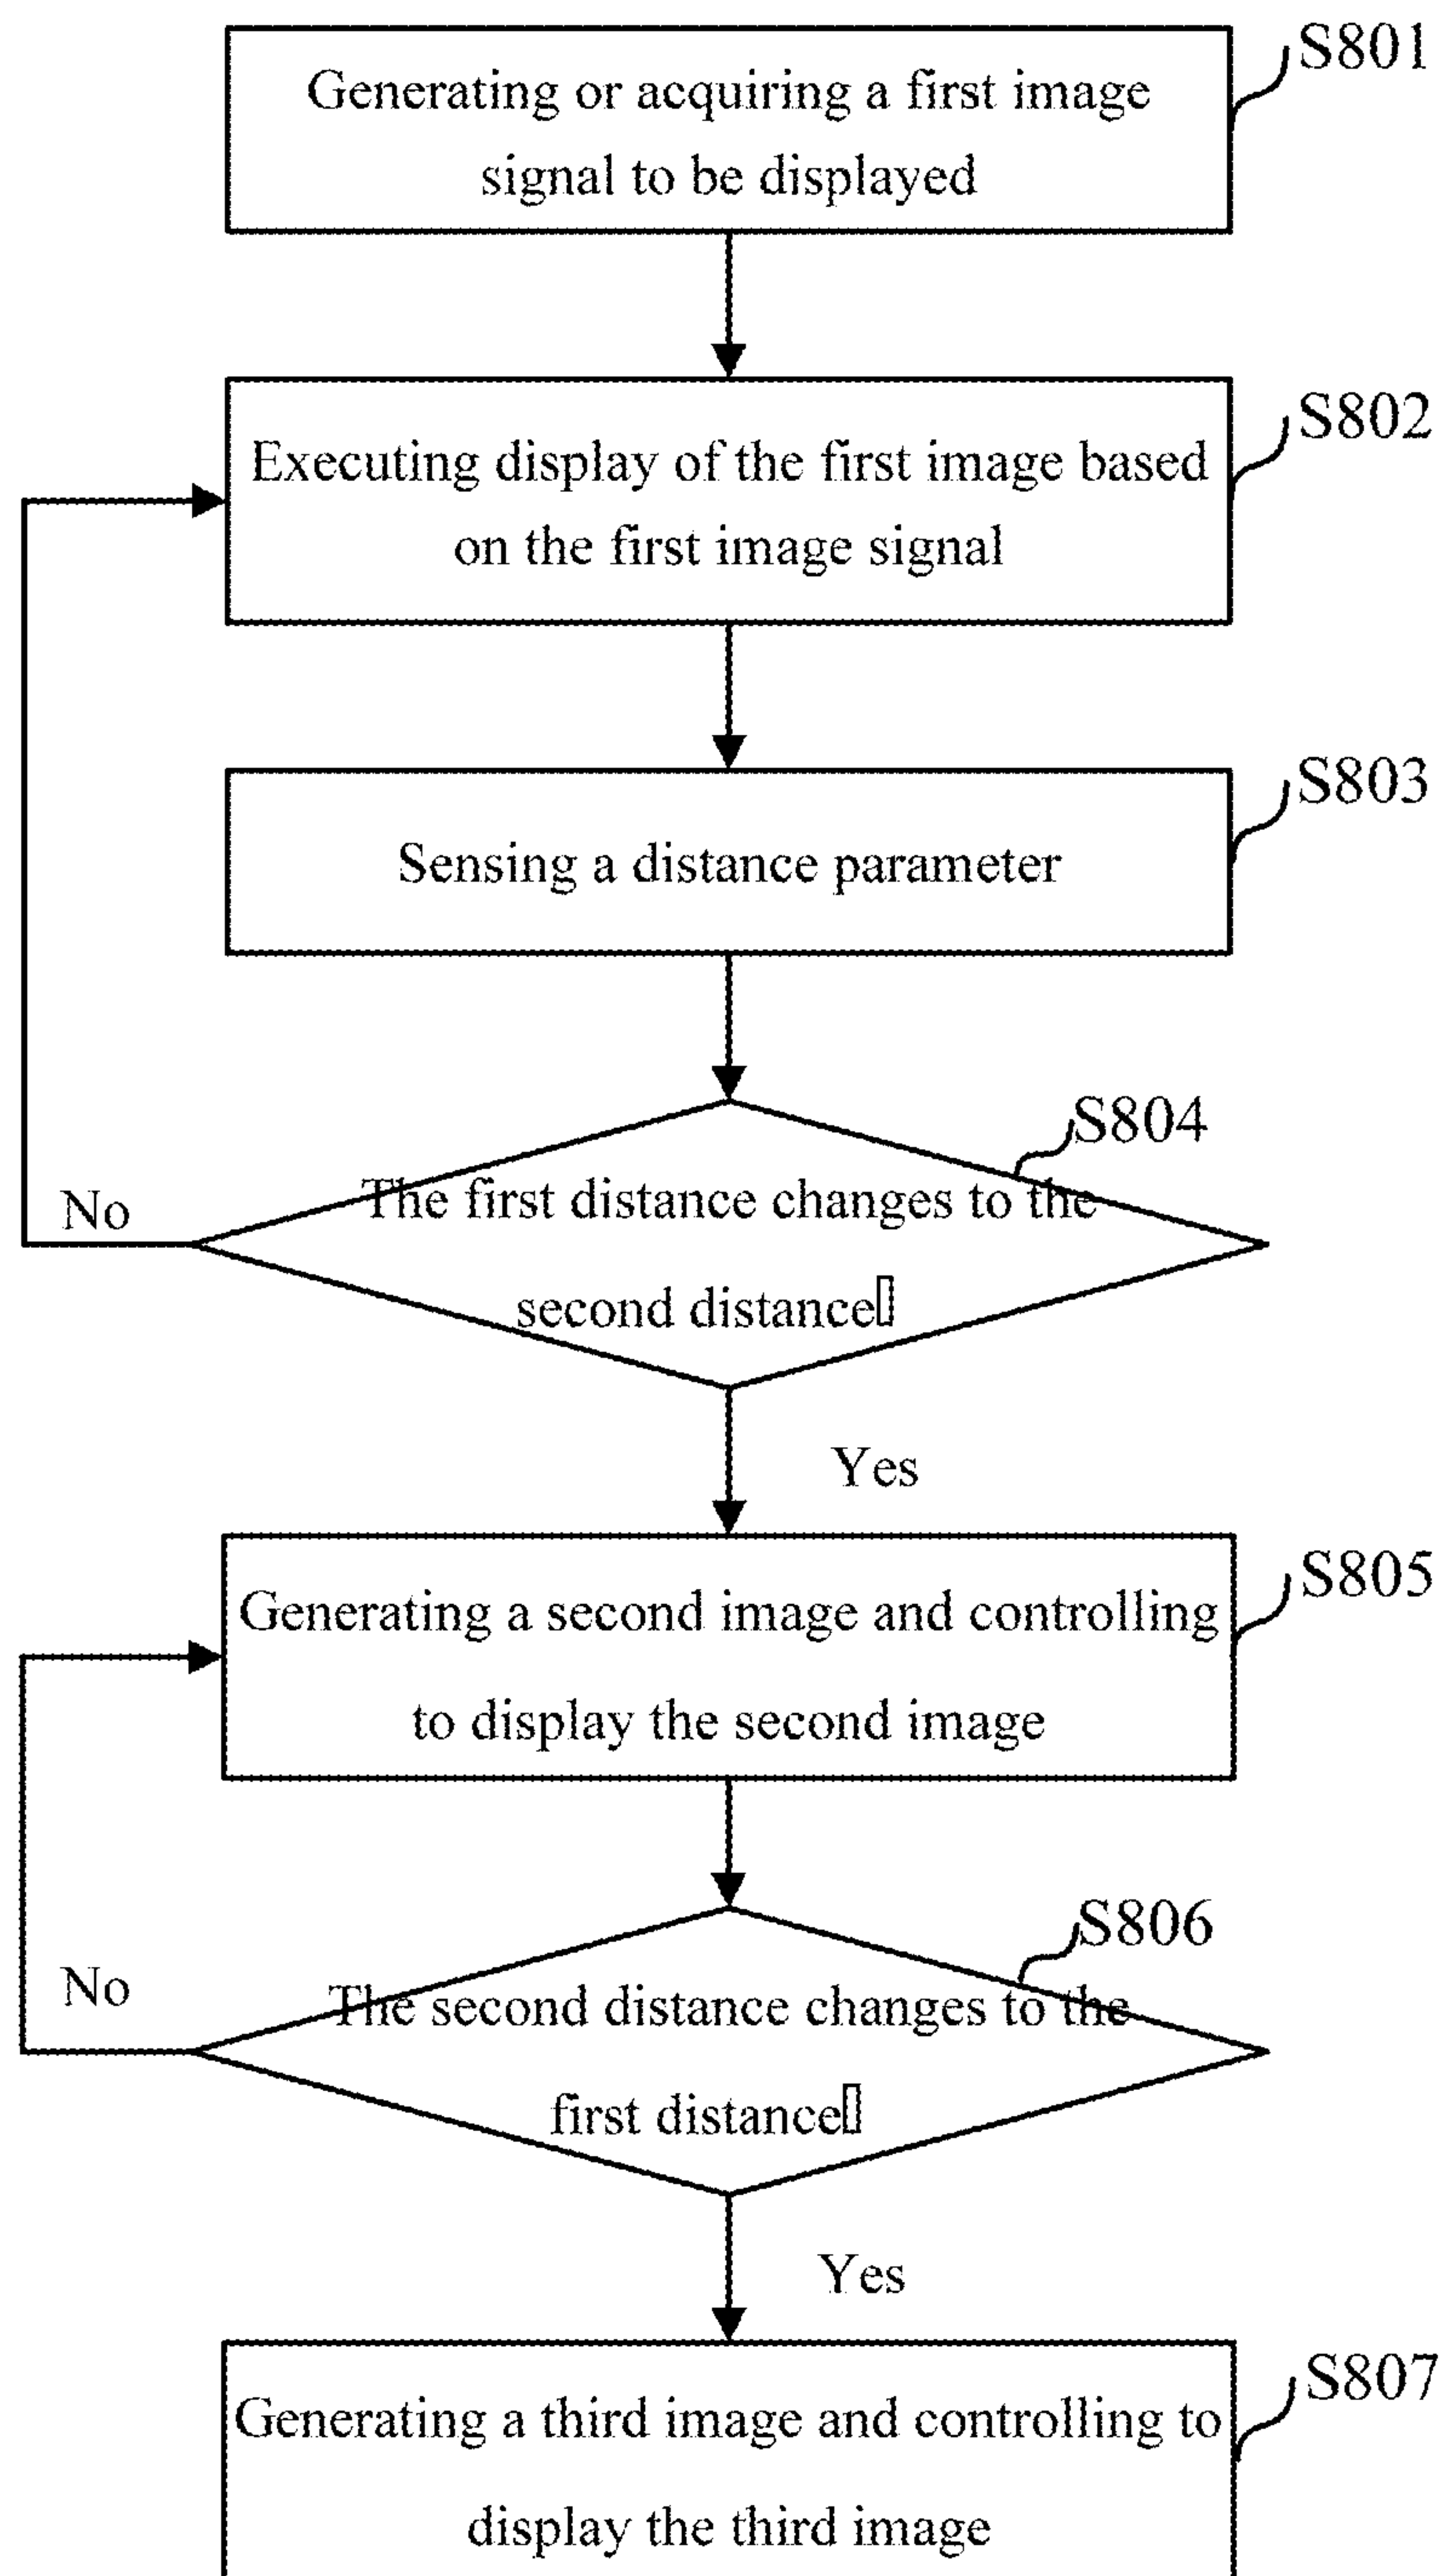 S801
Generating or acquiring a first image
signal to be displayed
S802
Executing display of the first image based
on the first image signal
S803
Sensing a distance parameter
S804
The first distance changes to the
second distance▯
No
Yes
S805
Generating a second image and controlling
to display the second image
S806
The second distance changes to the
first distance▯
No
Yes
S807
Generating a third image and controlling to
display the third image